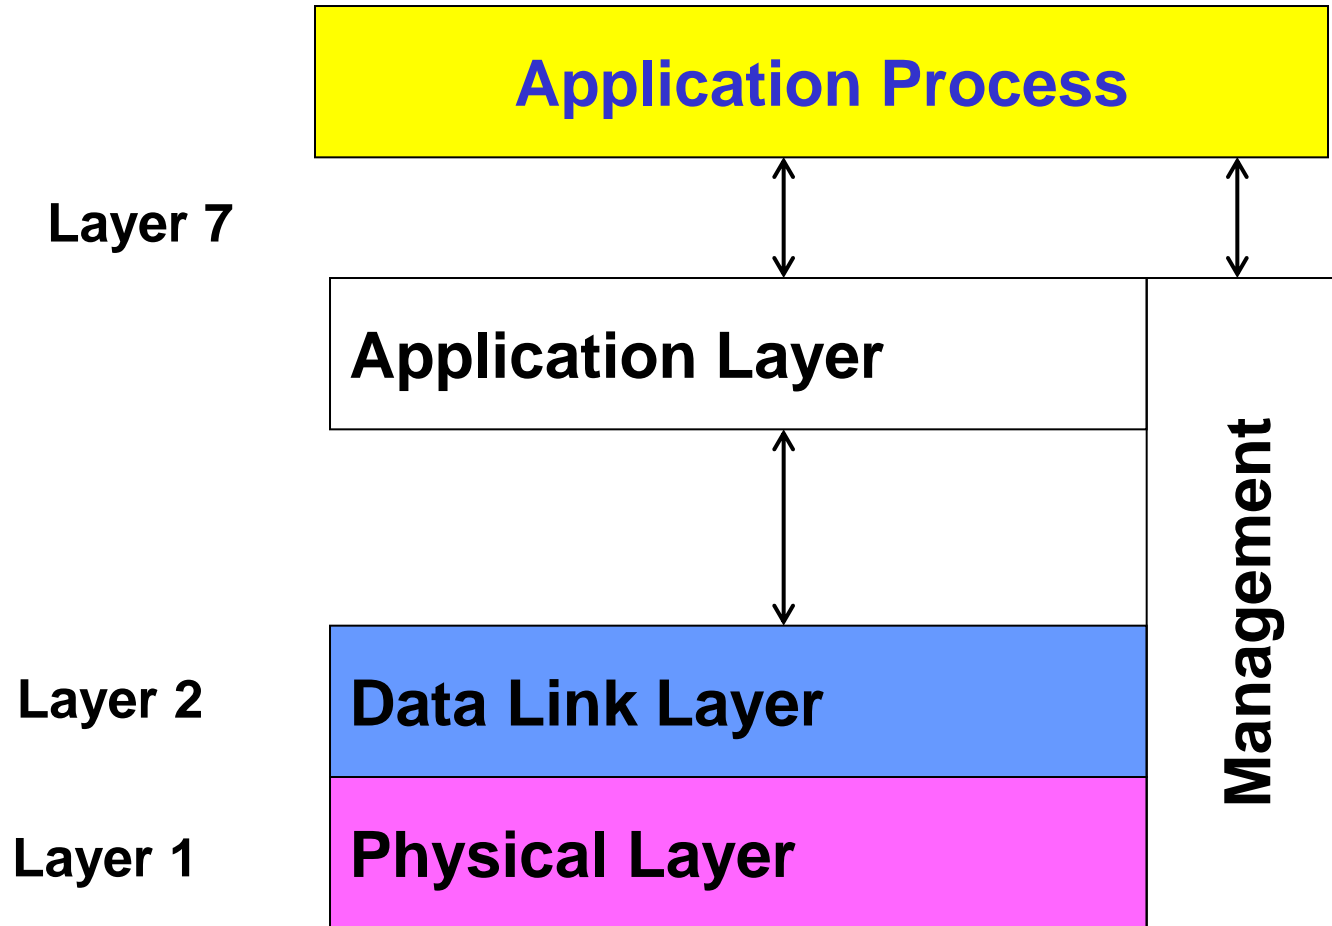 Application Process
Layer 7
Application Layer
Management
Layer 2
Data Link Layer
Layer 1
Physical Layer